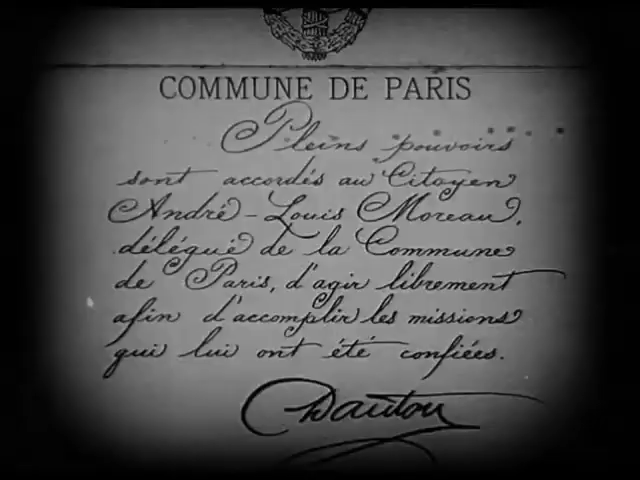 COMMUNE DE PARIS
Pleins pouvoirs
sont accordés au Citoyen
André-Louis Moreau,
délégué de la Commune
de Paris, d'agir librement
afin d'accomplir les missions
qui lui ont été confiées.
Danton